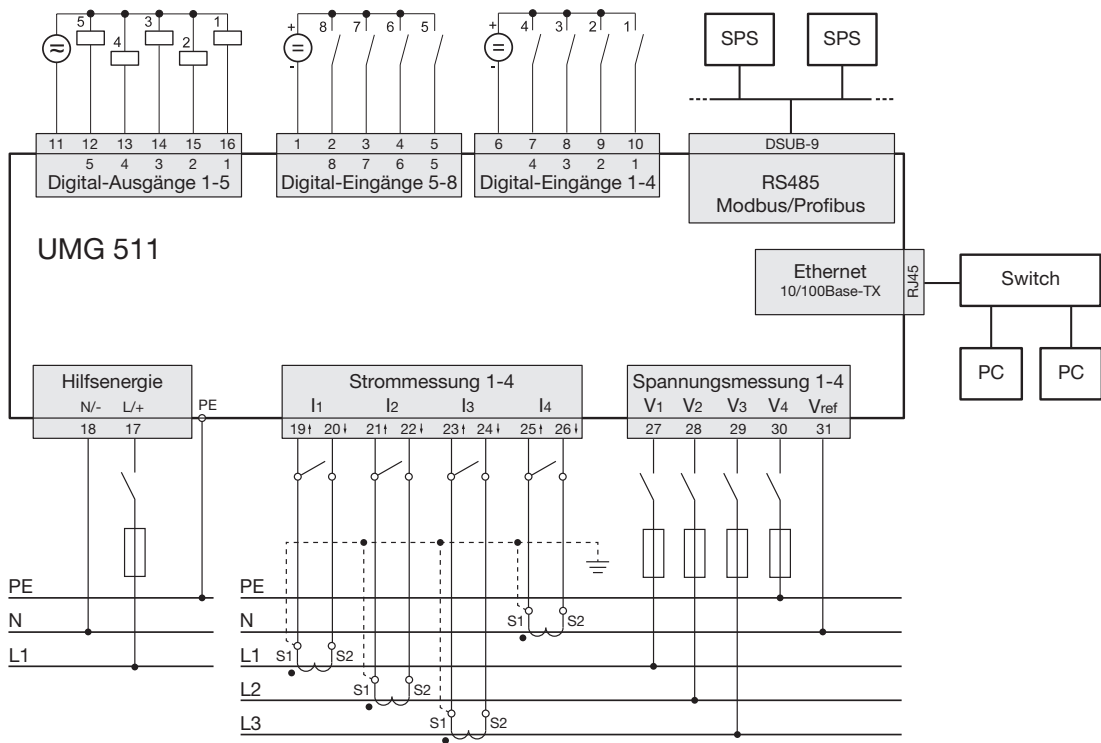 5 3 1
4 2
+ 8 7 6 5
-
+ 4 3 2 1
-
SPS SPS
11 12 13 14 15 16
5 4 3 2 1
Digital-Ausgänge 1-5
1 2 3 4 5
8 7 6 5
Digital-Eingänge 5-8
6 7 8 9 10
4 3 2 1
Digital-Eingänge 1-4
DSUB-9
RS485
Modbus/Profibus
UMG 511
Ethernet
10/100Base-TX
RJ45
Switch
PC PC
Hilfsenergie
N/- L/+ PE
18 17
Strommessung 1-4
I1 I2 I3 I4
19 20 21 22 23 24 25 26
Spannungsmessung 1-4
V1 V2 V3 V4 Vref
27 28 29 30 31
PE
N
L1
PE
N
L1
L2
L3
S1 S2
S1 S2
S1 S2
S1 S2